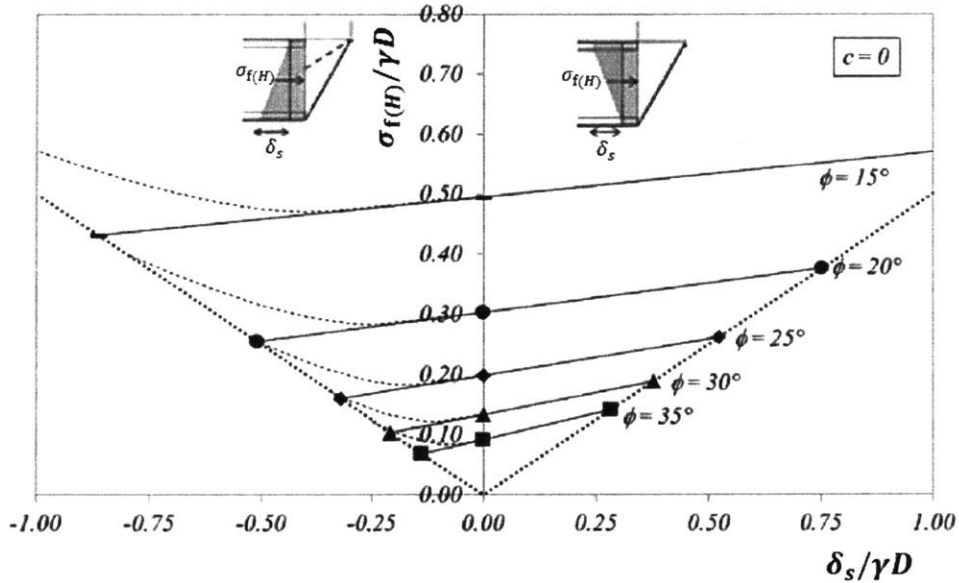 σf(H)/γD
0.80
0.70
0.60
0.50
0.40
0.30
0.20
0.10
0.00
σf(H)
δs
σf(H)
δs
c = 0
ϕ = 15°
ϕ = 20°
ϕ = 25°
ϕ = 30°
ϕ = 35°
-1.00 -0.75 -0.50 -0.25 0.00 0.25 0.50 0.75 1.00
δs/γD